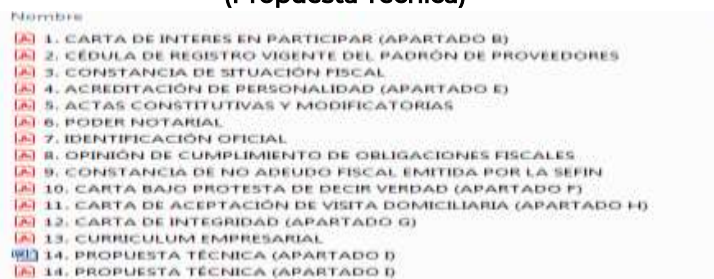 (Propuesta Técnica)
Nombre
1. CARTA DE INTERES EN PARTICIPAR (APARTADO B)
2. CÉDULA DE REGISTRO VIGENTE DEL PADRÓN DE PROVEEDORES
3. CONSTANCIA DE SITUACIÓN FISCAL
4. ACREDITACIÓN DE PERSONALIDAD (APARTADO E)
5. ACTAS CONSTITUTIVAS Y MODIFICATORIAS
6. PODER NOTARIAL
7. IDENTIFICACIÓN OFICIAL
8. OPINIÓN DE CUMPLIMIENTO DE OBLIGACIONES FISCALES
9. CONSTANCIA DE NO ADEUDO FISCAL EMITIDA POR LA SEFIN
10. CARTA BAJO PROTESTA DE DECIR VERDAD (APARTADO F)
11. CARTA DE ACEPTACIÓN DE VISITA DOMICILIARIA (APARTADO H)
12. CARTA DE INTEGRIDAD (APARTADO G)
13. CURRICULUM EMPRESARIAL
14. PROPUESTA TÉCNICA (APARTADO I)
14. PROPUESTA TÉCNICA (APARTADO I)